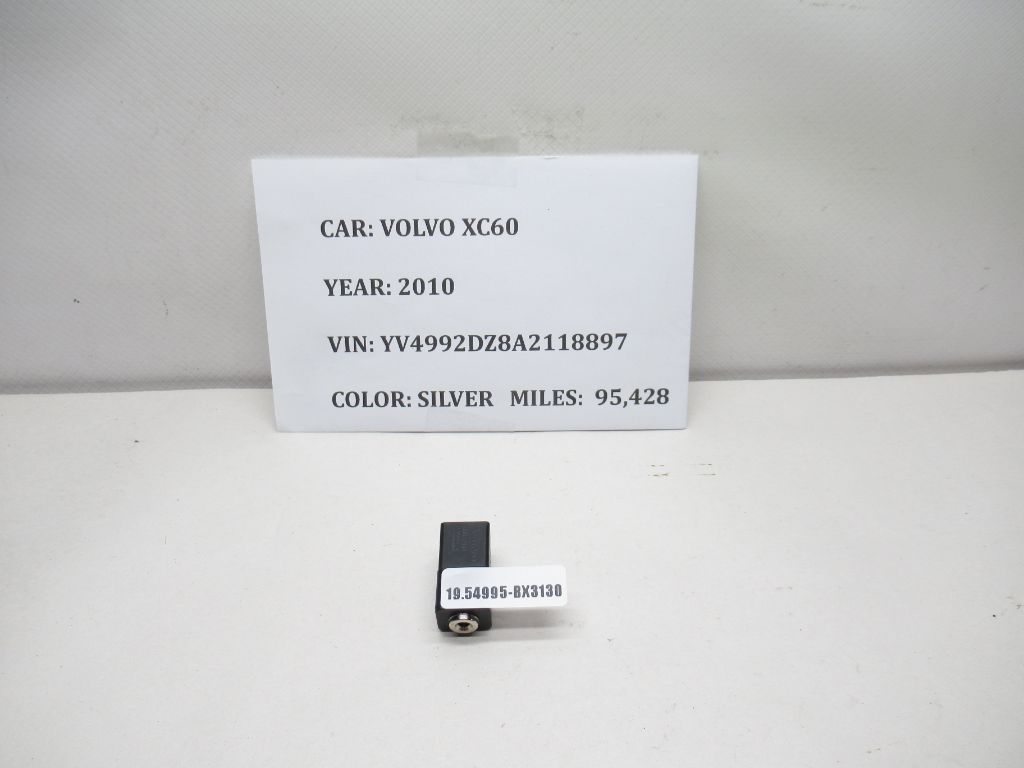 CAR: VOLVO XC60
YEAR: 2010
VIN: YV4992DZ8A2118897
COLOR: SILVER MILES: 95,428
19.54995-BX3130